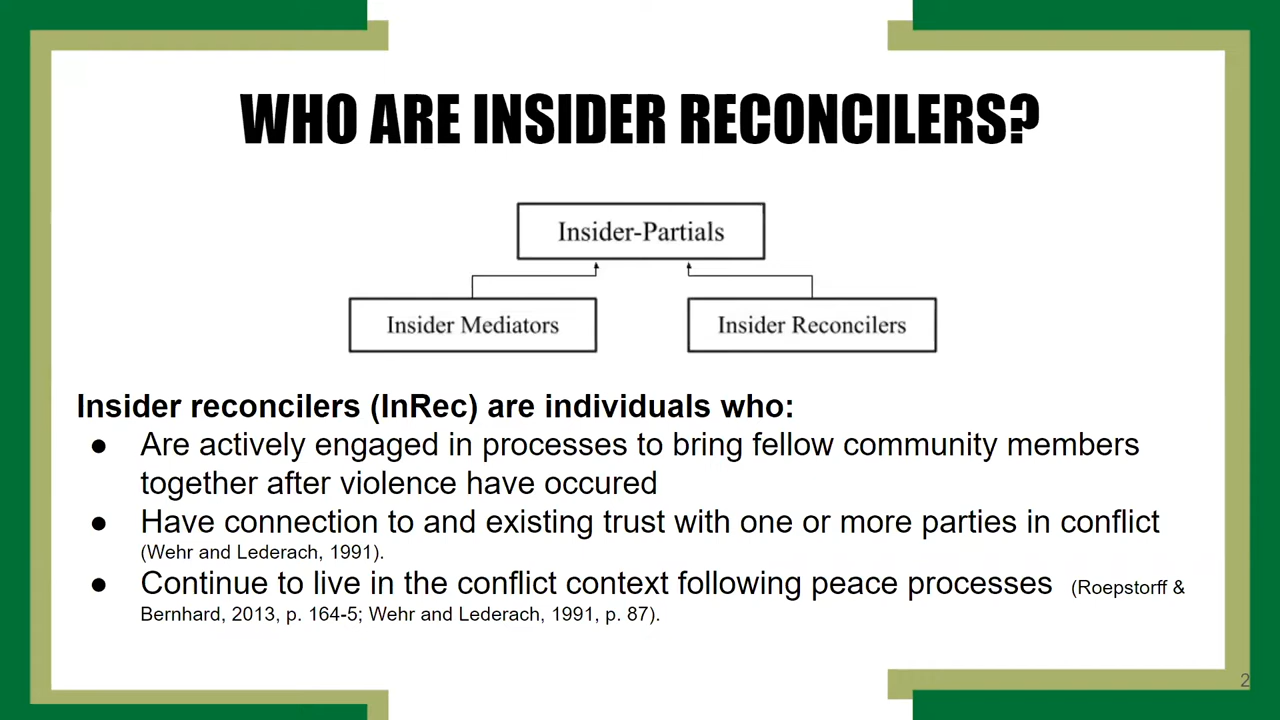 WHO ARE INSIDER RECONCILERS?
Insider-Partials
Insider Mediators
Insider Reconcilers
Insider reconcilers (InRec) are individuals who:
● Are actively engaged in processes to bring fellow community members
together after violence have occured
● Have connection to and existing trust with one or more parties in conflict
(Wehr and Lederach, 1991).
● Continue to live in the conflict context following peace processes (Roepstorff &
Bernhard, 2013, p. 164-5; Wehr and Lederach, 1991, p. 87).
2